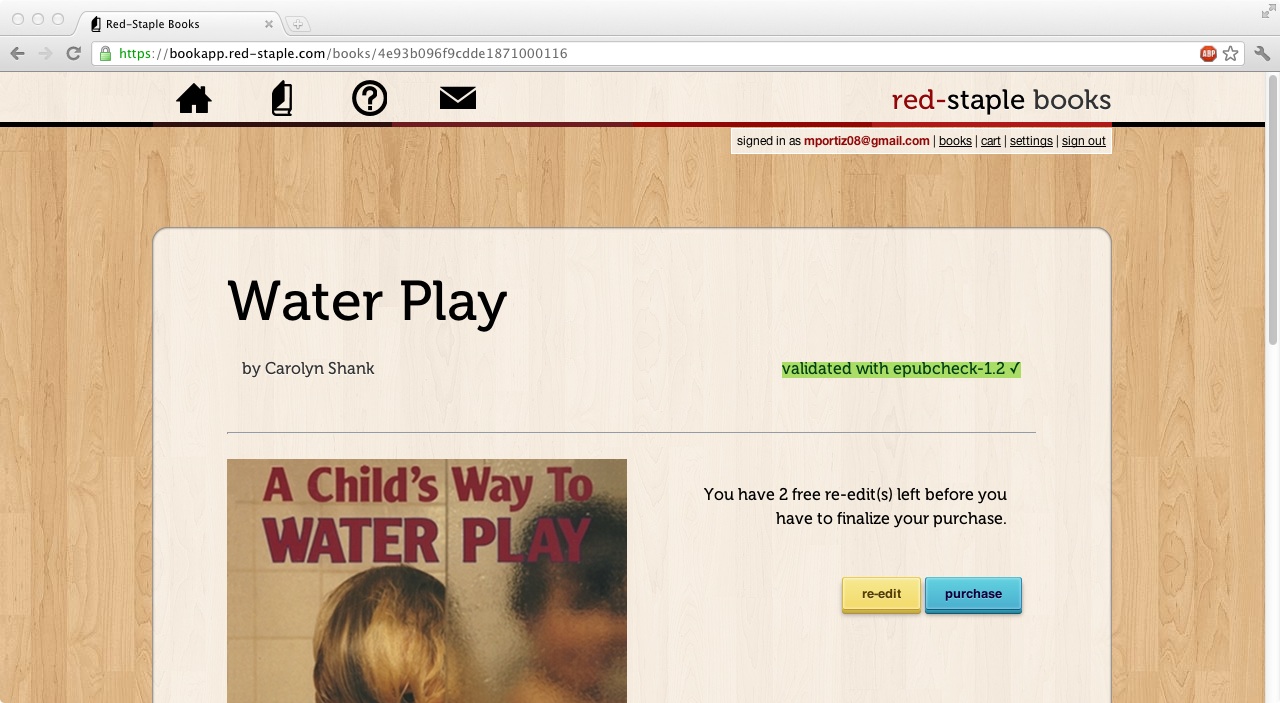 Red-Staple Books
https://bookapp.red-staple.com/books/4e93b096f9cdde1871000116
ABP
red-staple books
signed in as mportiz08@gmail.com | books | cart | settings | sign out
Water Play
by Carolyn Shank
validated with epubcheck-1.2 ✓
A Child's Way To
WATER PLAY
You have 2 free re-edit(s) left before you
have to finalize your purchase.
re-edit
purchase